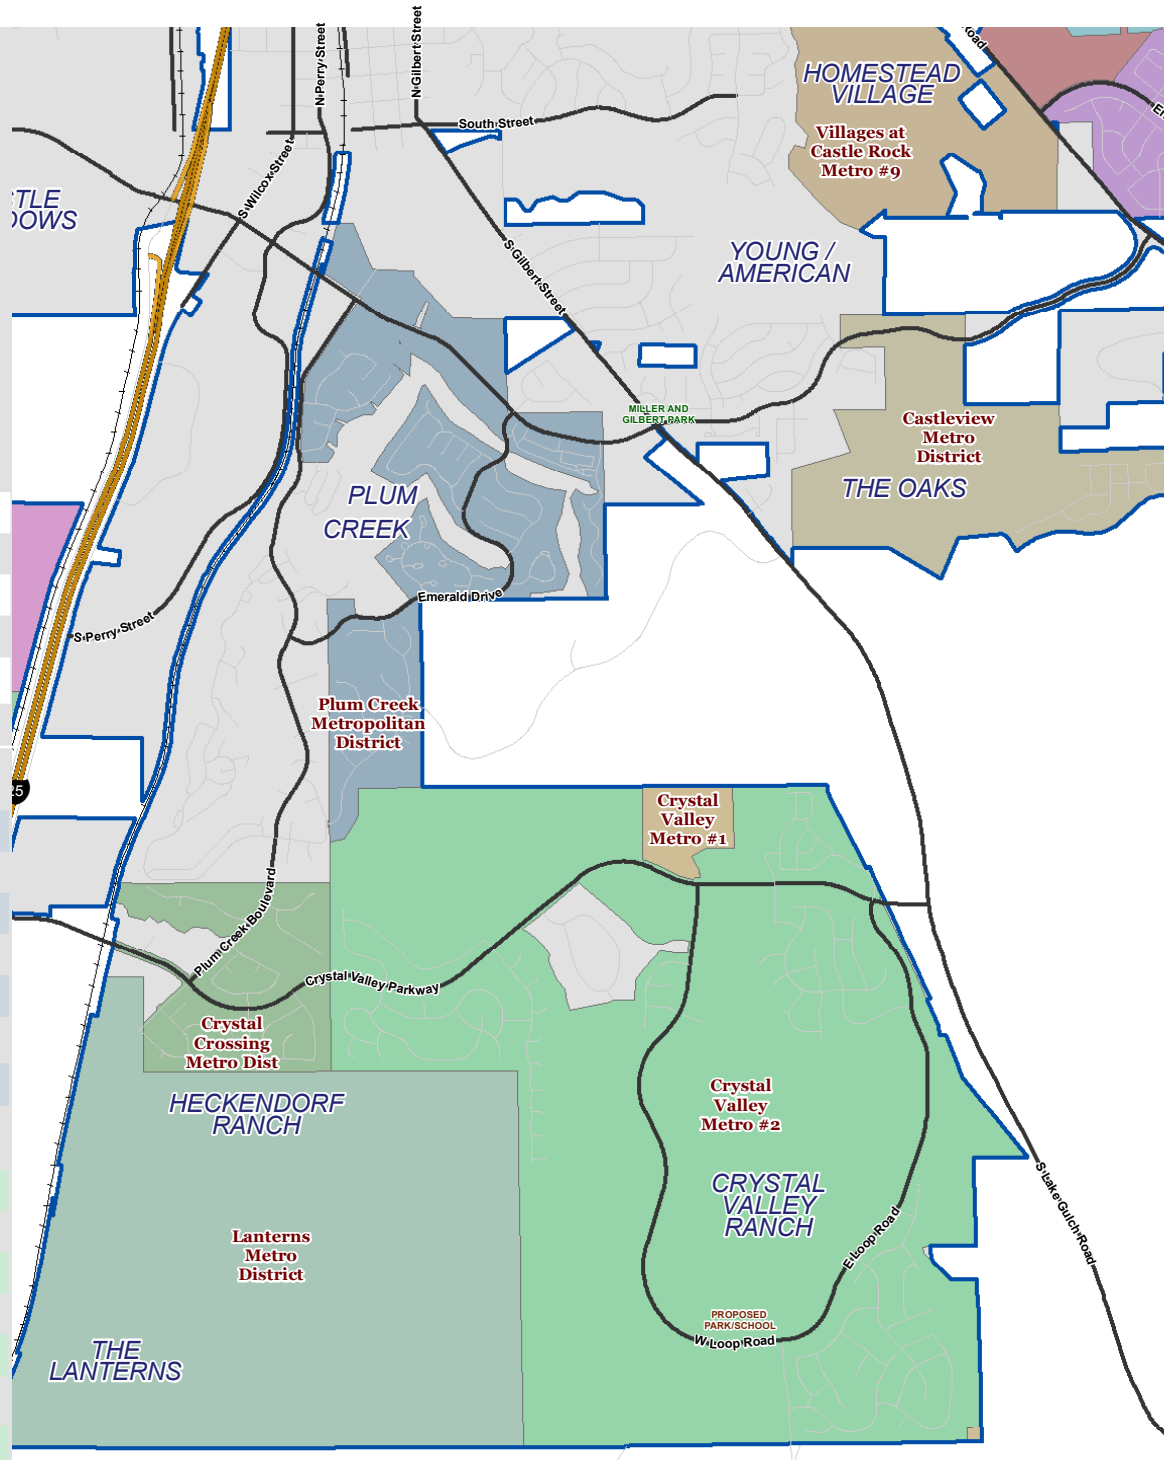 N Perry Street
N Gilbert Street
Road
HOMESTEAD
VILLAGE
South Street
Villages at
Castle Rock
Metro #9
S Wilcox Street
TLE
DOWS
S Gilbert Street
YOUNG /
AMERICAN
MILLER AND
GILBERT PARK
Castleview
Metro
District
THE OAKS
PLUM
CREEK
Emerald Drive
S Perry Street
Plum Creek
Metropolitan
District
25
Crystal
Valley
Metro #1
Plum Creek Boulevard
Crystal Valley Parkway
Crystal
Crossing
Metro Dist
HECKENDORF
RANCH
Crystal
Valley
Metro #2
CRYSTAL
VALLEY
RANCH
S Lake Gulch Road
E Loop Road
Lanterns
Metro
District
PROPOSED
PARK/SCHOOL
W Loop Road
THE
LANTERNS